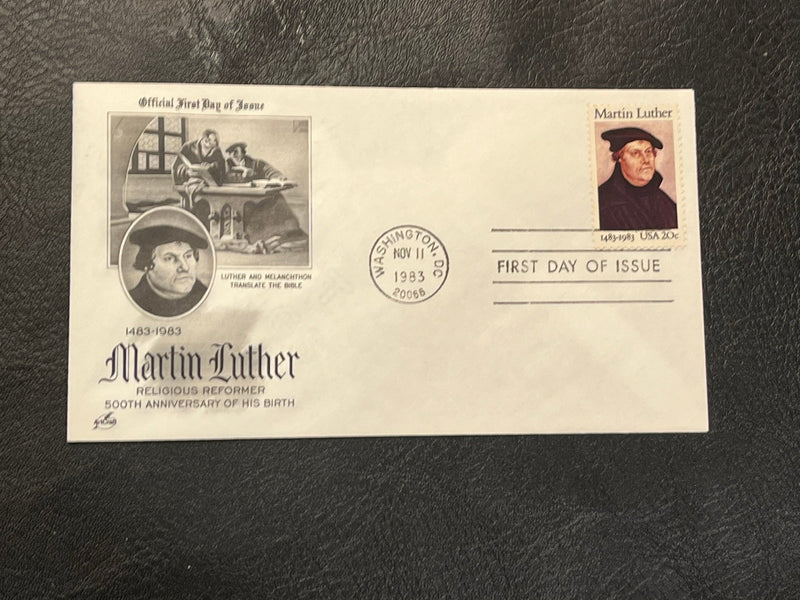 Official First Day of Issue
LUTHER AND MELANCHTHON
TRANSLATE THE BIBLE
1483-1983
Martin Luther
RELIGIOUS REFORMER
500TH ANNIVERSARY OF HIS BIRTH
ArtCraft
WASHINGTON, DC
NOV 11
1983
20066
Martin Luther
1483-1983 USA 20c
FIRST DAY OF ISSUE